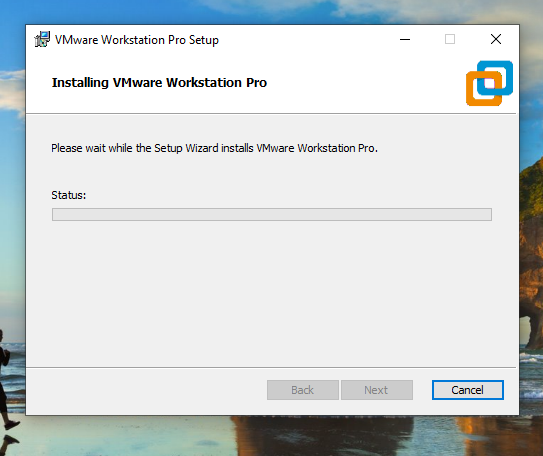 VMware Workstation Pro Setup
Installing VMware Workstation Pro
Please wait while the Setup Wizard installs VMware Workstation Pro.
Status:
Back Next Cancel